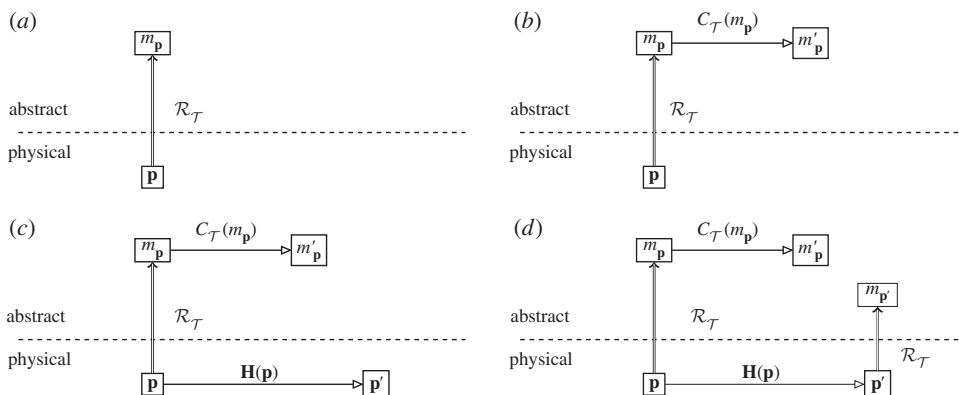 (a)
m_p
R_T
abstract
physical
p
(b)
C_T(m_p)
m_p
m'_p
R_T
abstract
physical
p
(c)
C_T(m_p)
m_p
m'_p
R_T
abstract
physical
H(p)
p
p'
(d)
C_T(m_p)
m_p
m'_p
m_p'
R_T
abstract
physical
R_T
H(p)
p
p'